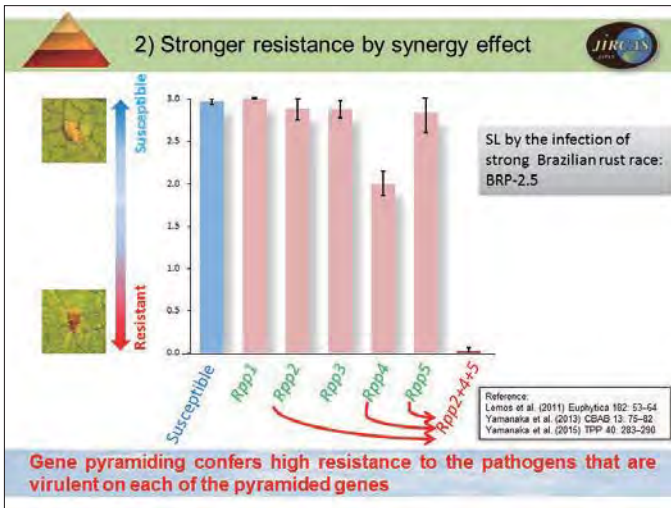 2) Stronger resistance by synergy effect
JIRCAS
JAPAN
Susceptible
Resistant
3.0
2.5
2.0
1.5
1.0
0.5
0.0
SL by the infection of
strong Brazilian rust race:
BRP-2.5
Susceptible
Rpp1
Rpp2
Rpp3
Rpp4
Rpp5
Rpp2+4+5
Reference:
Lemos et al. (2011) Euphytica 182: 53-64
Yamanaka et al. (2013) CBAB 13: 75-82
Yamanaka et al. (2015) TPP 40: 283-290
Gene pyramiding confers high resistance to the pathogens that are
virulent on each of the pyramided genes